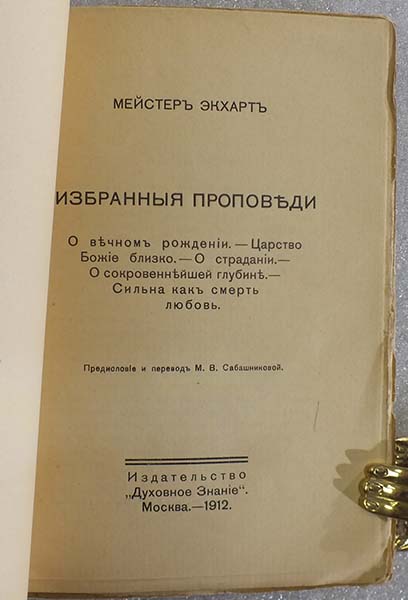 МЕЙСТЕРЪ ЭКХАРТЪ
ИЗБРАННЫЯ ПРОПОВѢДИ
О вѣчномъ рожденіи. — Царство
Божіе близко. — О страданіи. —
О сокровеннѣйшей глубинѣ. —
Сильна какъ смерть
любовь.
Предисловіе и переводъ М. В. Сабашниковой.
Издательство
„Духовное Знаніе“.
Москва.—1912.